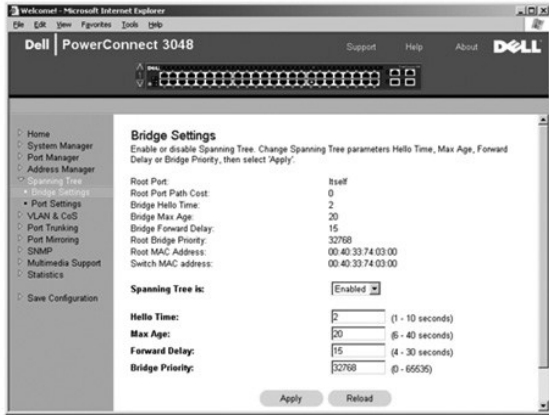 Welcome! - Microsoft Internet Explorer
File Edit View Favorites Tools Help
Dell PowerConnect 3048
Support Help About DELL
Home
System Manager
Port Manager
Address Manager
Spanning Tree
Bridge Settings
Port Settings
VLAN & CoS
Port Trunking
Port Mirroring
SNMP
Multimedia Support
Statistics
Save Configuration
Bridge Settings
Enable or disable Spanning Tree. Change Spanning Tree parameters Hello Time, Max Age, Forward
Delay or Bridge Priority, then select 'Apply'.
Root Port: Itself
Root Port Path Cost: 0
Bridge Hello Time: 2
Bridge Max Age: 20
Bridge Forward Delay: 15
Root Bridge Priority: 32768
Root MAC Address: 00:40:33:74:03:00
Switch MAC address: 00:40:33:74:03:00
Spanning Tree is: Enabled
Hello Time: 2 (1 - 10 seconds)
Max Age: 20 (6 - 40 seconds)
Forward Delay: 15 (4 - 30 seconds)
Bridge Priority: 32768 (0 - 65535)
Apply Reload